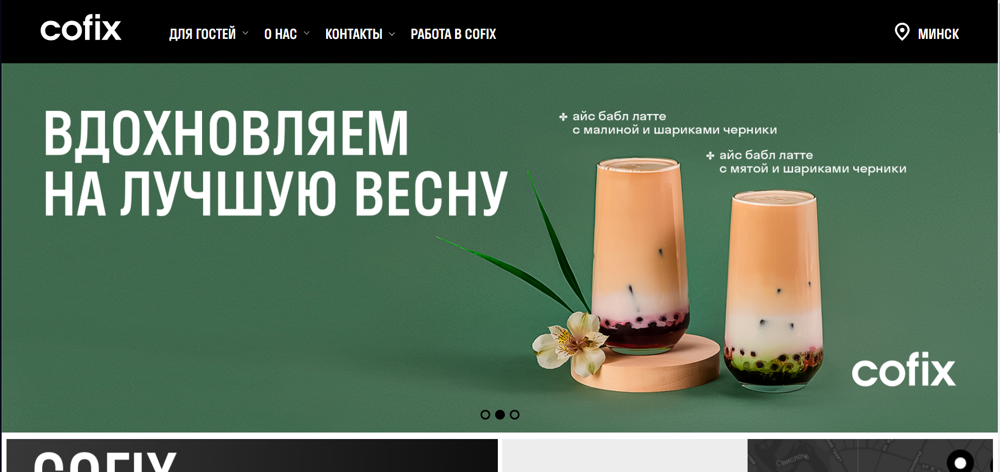 cofix
ДЛЯ ГОСТЕЙ
О НАС
КОНТАКТЫ
РАБОТА В COFIX
МИНСК
ВДОХНОВЛЯЕМ
НА ЛУЧШУЮ ВЕСНУ
айс бабл латте
с малиной и шариками черники
айс бабл латте
с мятой и шариками черники
cofix
COFIX
Свислочь